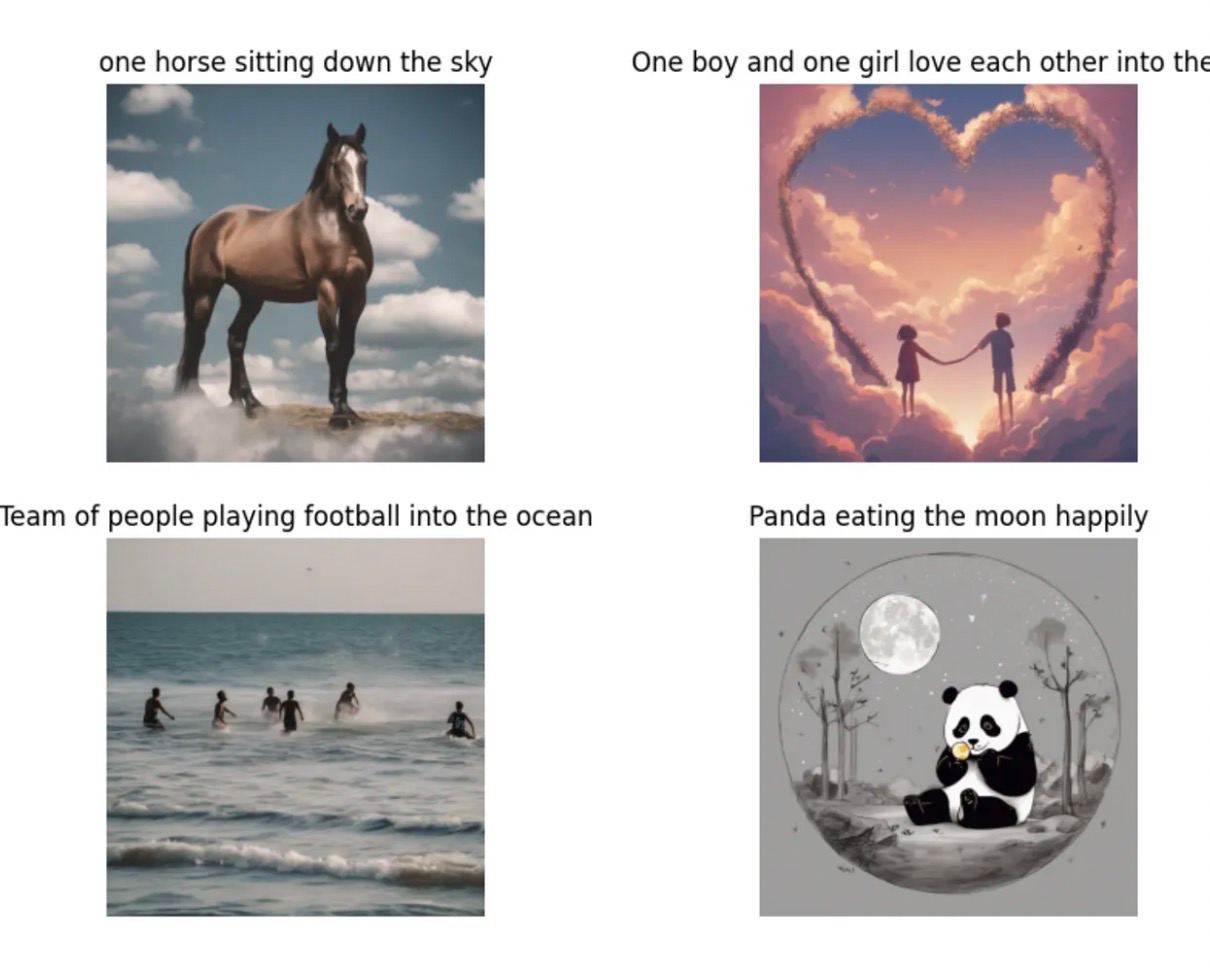 one horse sitting down the sky
One boy and one girl love each other into the
Team of people playing football into the ocean
Panda eating the moon happily